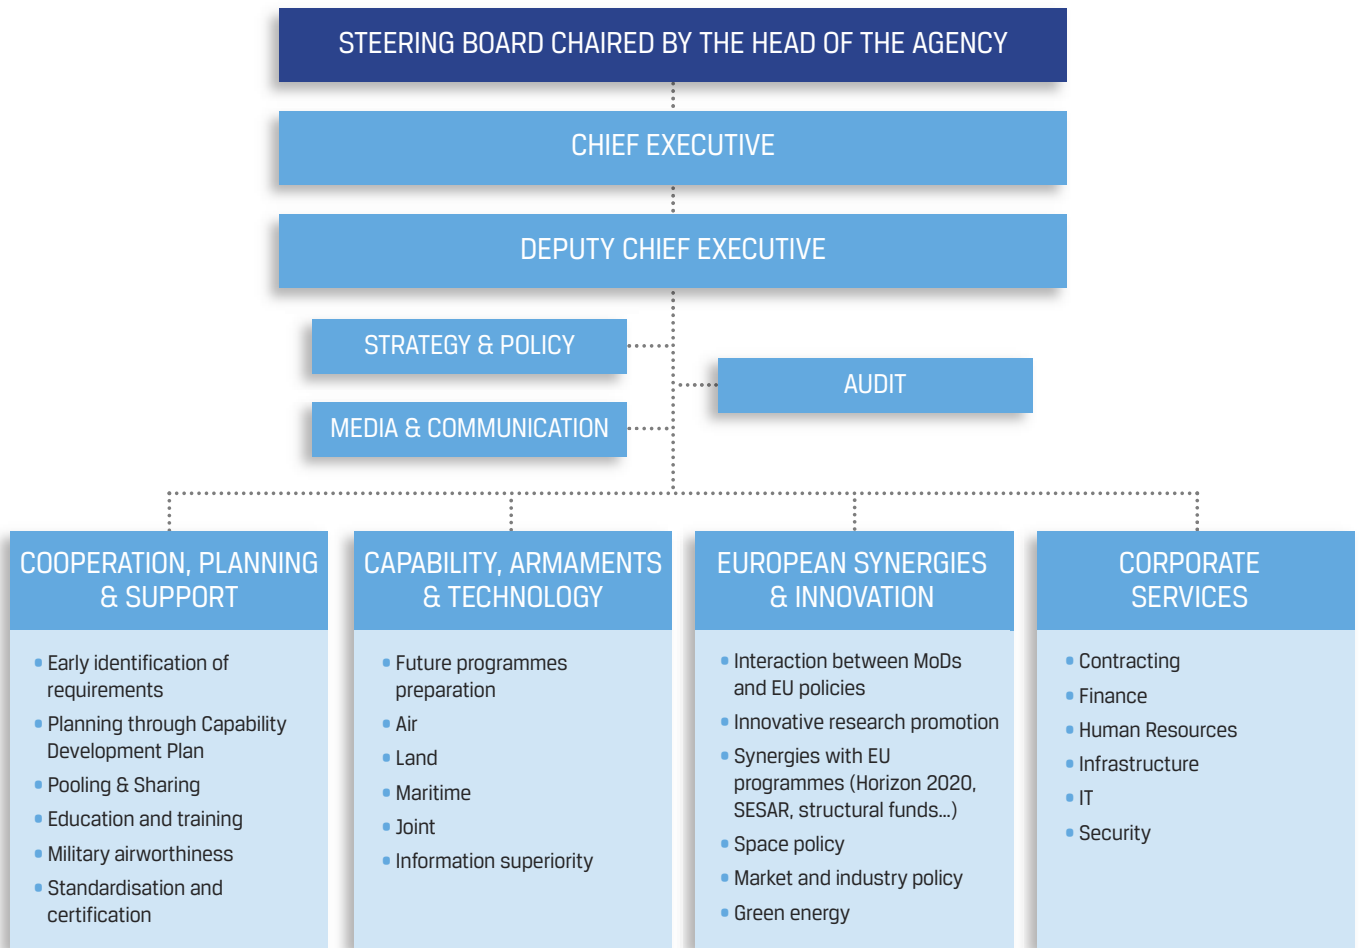 STEERING BOARD CHAIRED BY THE HEAD OF THE AGENCY
CHIEF EXECUTIVE
DEPUTY CHIEF EXECUTIVE
STRATEGY & POLICY
AUDIT
MEDIA & COMMUNICATION
COOPERATION, PLANNING
& SUPPORT
• Early identification of
requirements
• Planning through Capability
Development Plan
• Pooling & Sharing
• Education and training
• Military airworthiness
• Standardisation and
certification
CAPABILITY, ARMAMENTS
& TECHNOLOGY
• Future programmes
preparation
• Air
• Land
• Maritime
• Joint
• Information superiority
EUROPEAN SYNERGIES
& INNOVATION
• Interaction between MoDs
and EU policies
• Innovative research promotion
• Synergies with EU
programmes (Horizon 2020,
SESAR, structural funds...)
• Space policy
• Market and industry policy
• Green energy
CORPORATE
SERVICES
• Contracting
• Finance
• Human Resources
• Infrastructure
• IT
• Security